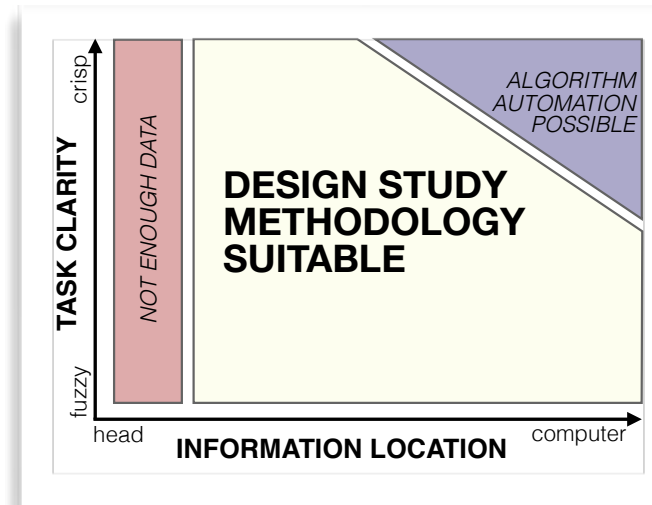 crisp
TASK CLARITY
fuzzy
NOT ENOUGH DATA
DESIGN STUDY
METHODOLOGY
SUITABLE
ALGORITHM
AUTOMATION
POSSIBLE
head
INFORMATION LOCATION
computer